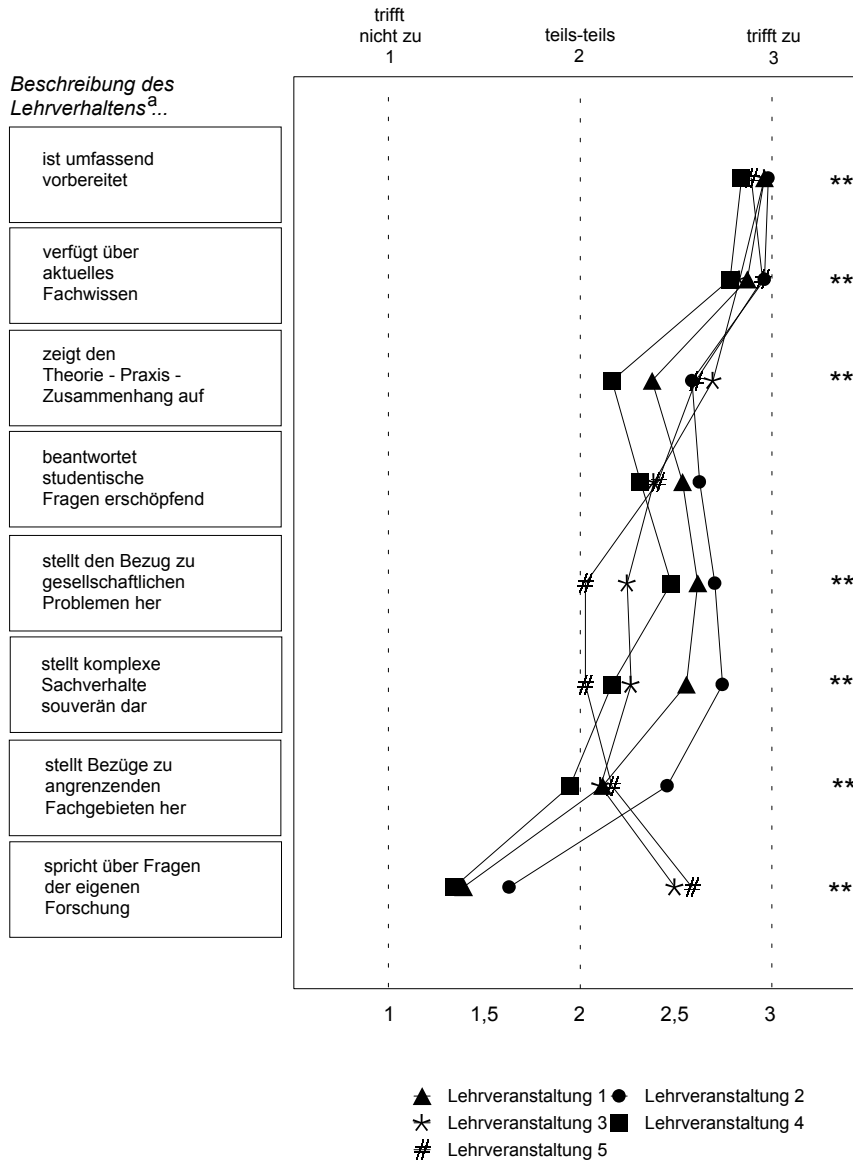 trifft
nicht zu
1
teils-teils
2
trifft zu
3
Beschreibung des
Lehrverhaltensa...
ist umfassend
vorbereitet
**
verfügt über
aktuelles
Fachwissen
**
zeigt den
Theorie - Praxis -
Zusammenhang auf
**
beantwortet
studentische
Fragen erschöpfend
stellt den Bezug zu
gesellschaftlichen
Problemen her
**
stellt komplexe
Sachverhalte
souverän dar
**
stellt Bezüge zu
angrenzenden
Fachgebieten her
**
spricht über Fragen
der eigenen
Forschung
**
1 1,5 2 2,5 3
Lehrveranstaltung 1 Lehrveranstaltung 2
Lehrveranstaltung 3 Lehrveranstaltung 4
# Lehrveranstaltung 5